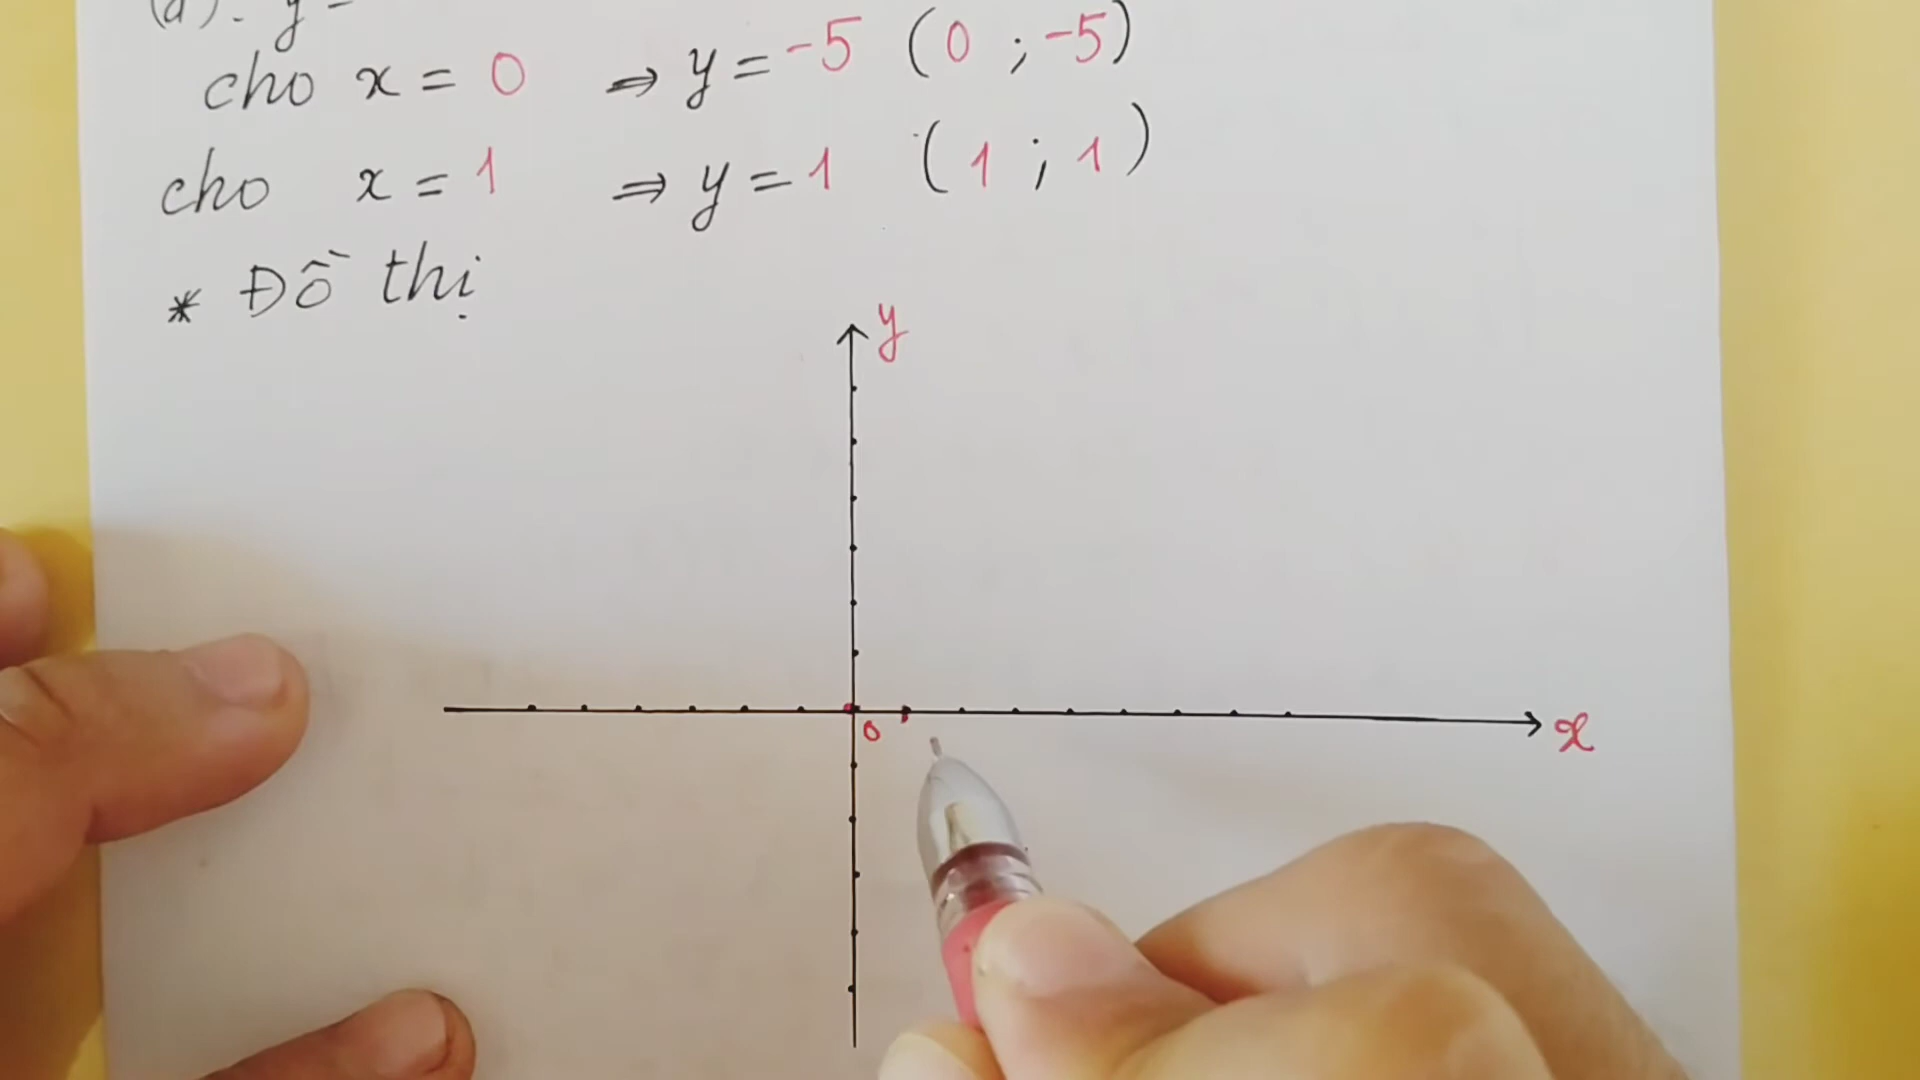 (d): y =
cho x = 0 ⇒ y = -5 (0 ; -5)
cho x = 1 ⇒ y = 1 (1 ; 1)
* Đồ thị
y
0
x